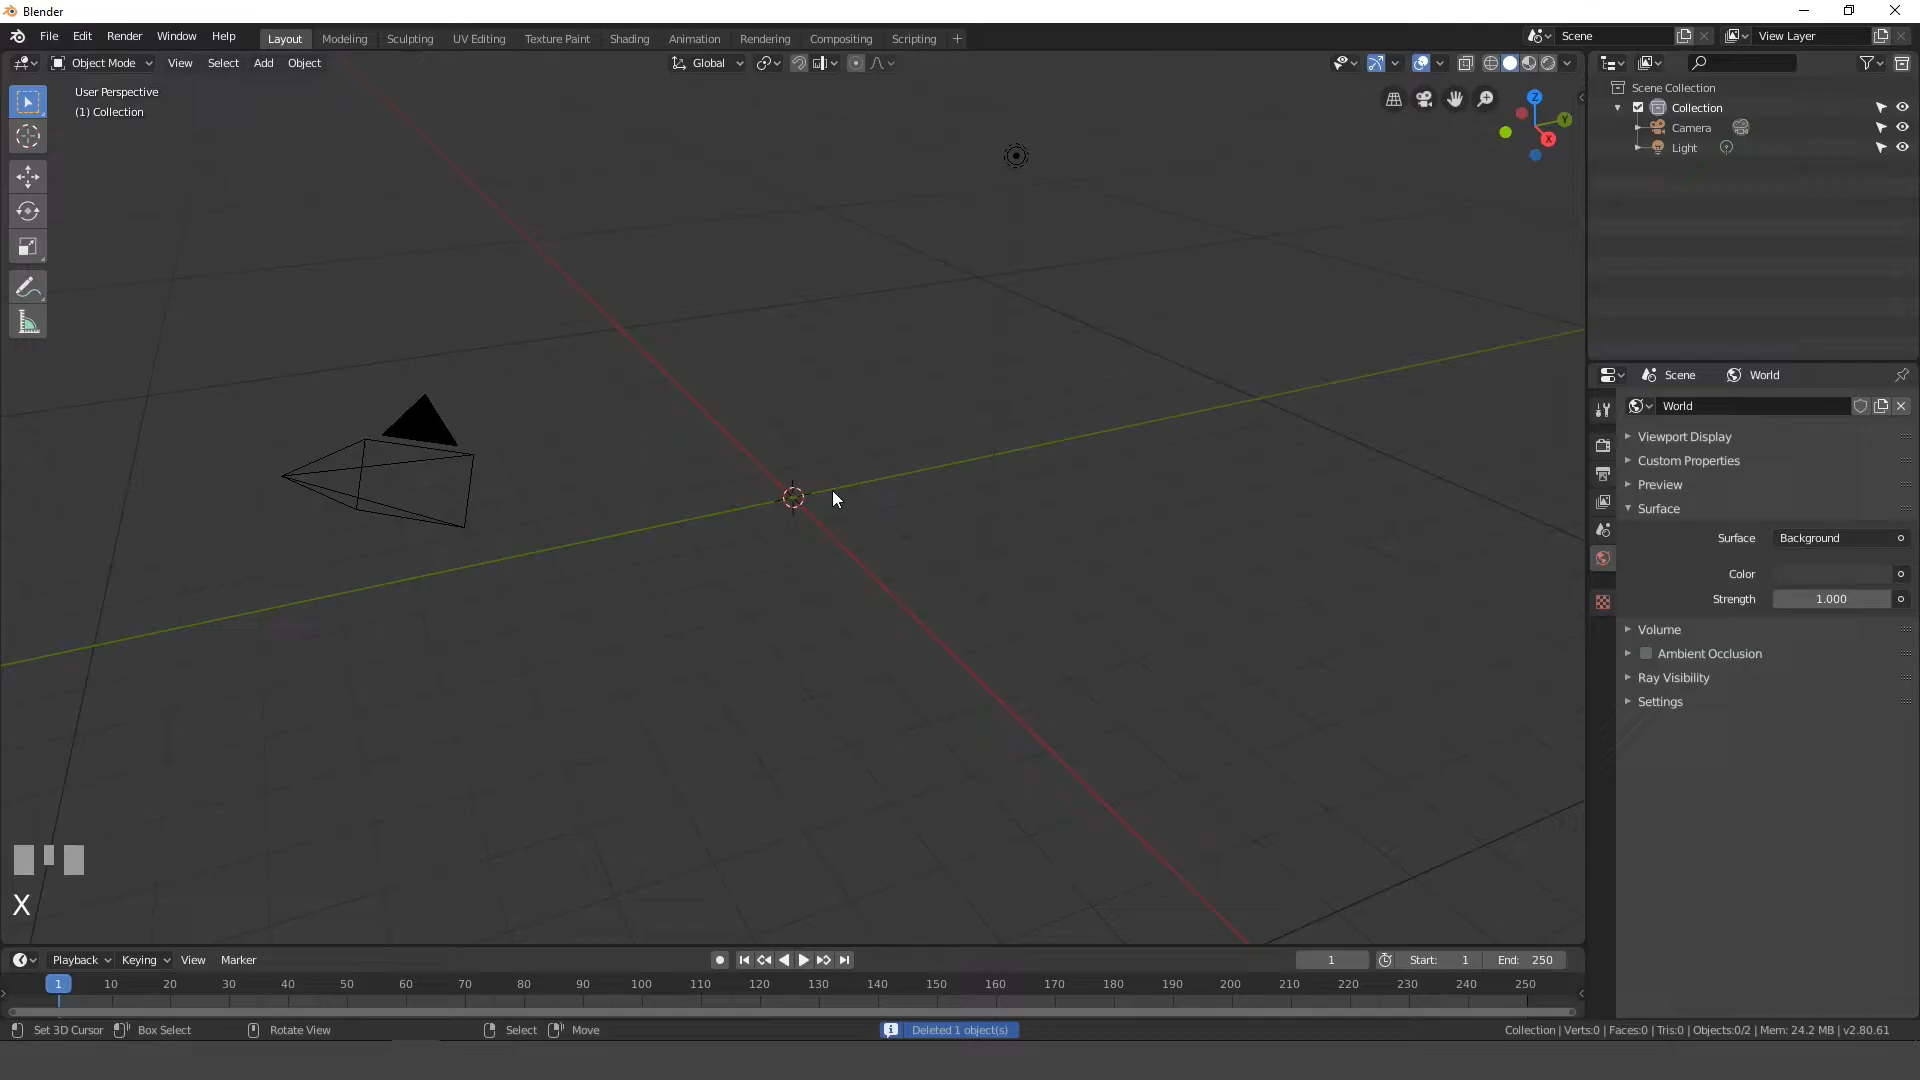 Blender
File Edit Render Window Help Layout Modeling Sculpting UV Editing Texture Paint Shading Animation Rendering Compositing Scripting + Scene View Layer
Object Mode View Select Add Object Global
User Perspective
(1) Collection
Z
Y
X
Scene Collection
Collection
Camera
Light
Scene World
World
Viewport Display
Custom Properties
Preview
Surface
Surface Background
Color
Strength 1.000
Volume
Ambient Occlusion
Ray Visibility
Settings
X
Playback Keying View Marker 1 Start: 1 End: 250
1 10 20 30 40 50 60 70 80 90 100 110 120 130 140 150 160 170 180 190 200 210 220 230 240 250
Set 3D Cursor Box Select Rotate View Select Move Deleted 1 object(s) Collection | Verts:0 | Faces:0 | Tris:0 | Objects:0/2 | Mem: 24.2 MB | v2.80.61